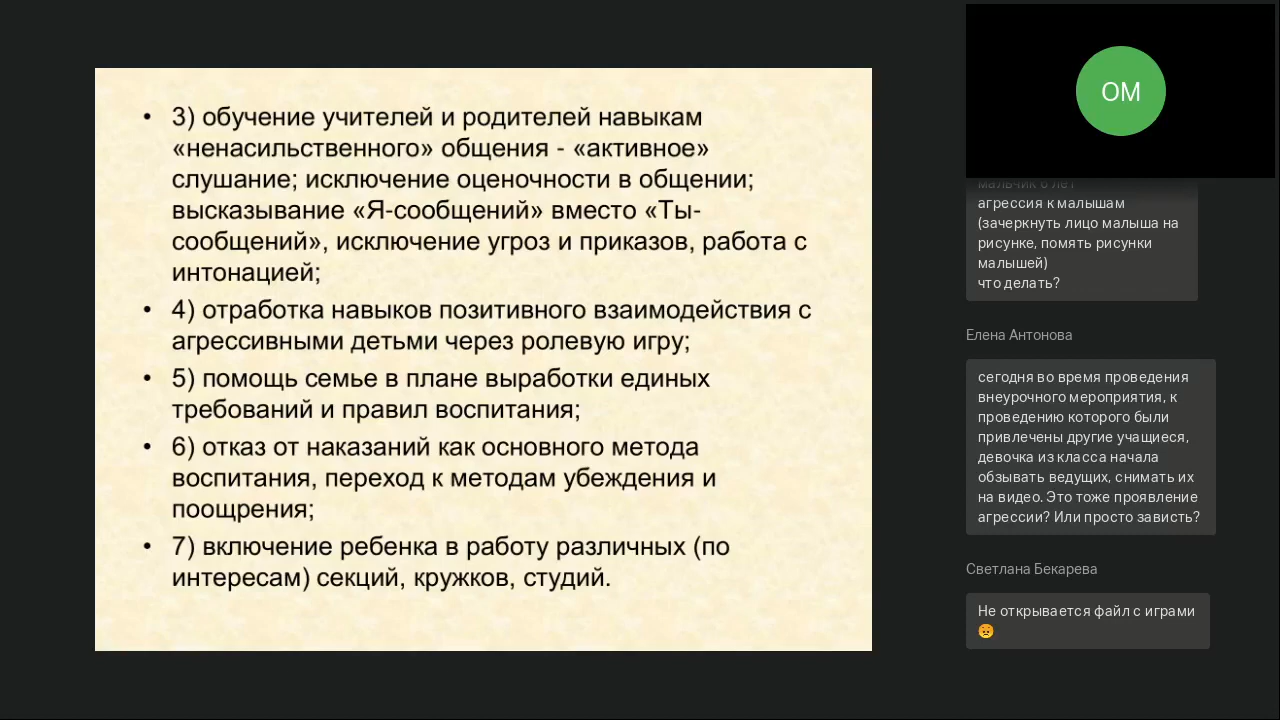 • 3) обучение учителей и родителей навыкам
«ненасильственного» общения - «активное»
слушание; исключение оценочности в общении;
высказывание «Я-сообщений» вместо «Ты-
сообщений», исключение угроз и приказов, работа с
интонацией;
• 4) отработка навыков позитивного взаимодействия с
агрессивными детьми через ролевую игру;
• 5) помощь семье в плане выработки единых
требований и правил воспитания;
• 6) отказ от наказаний как основного метода
воспитания, переход к методам убеждения и
поощрения;
• 7) включение ребенка в работу различных (по
интересам) секций, кружков, студий.
ОМ
мальчик 6 лет
агрессия к малышам
(зачеркнуть лицо малыша на
рисунке, помять рисунки
малышей)
что делать?
Елена Антонова
сегодня во время проведения
внеурочного мероприятия, к
проведению которого были
привлечены другие учащиеся,
девочка из класса начала
обзывать ведущих, снимать их
на видео. Это тоже проявление
агрессии? Или просто зависть?
Светлана Бекарева
Не открывается файл с играми
😡